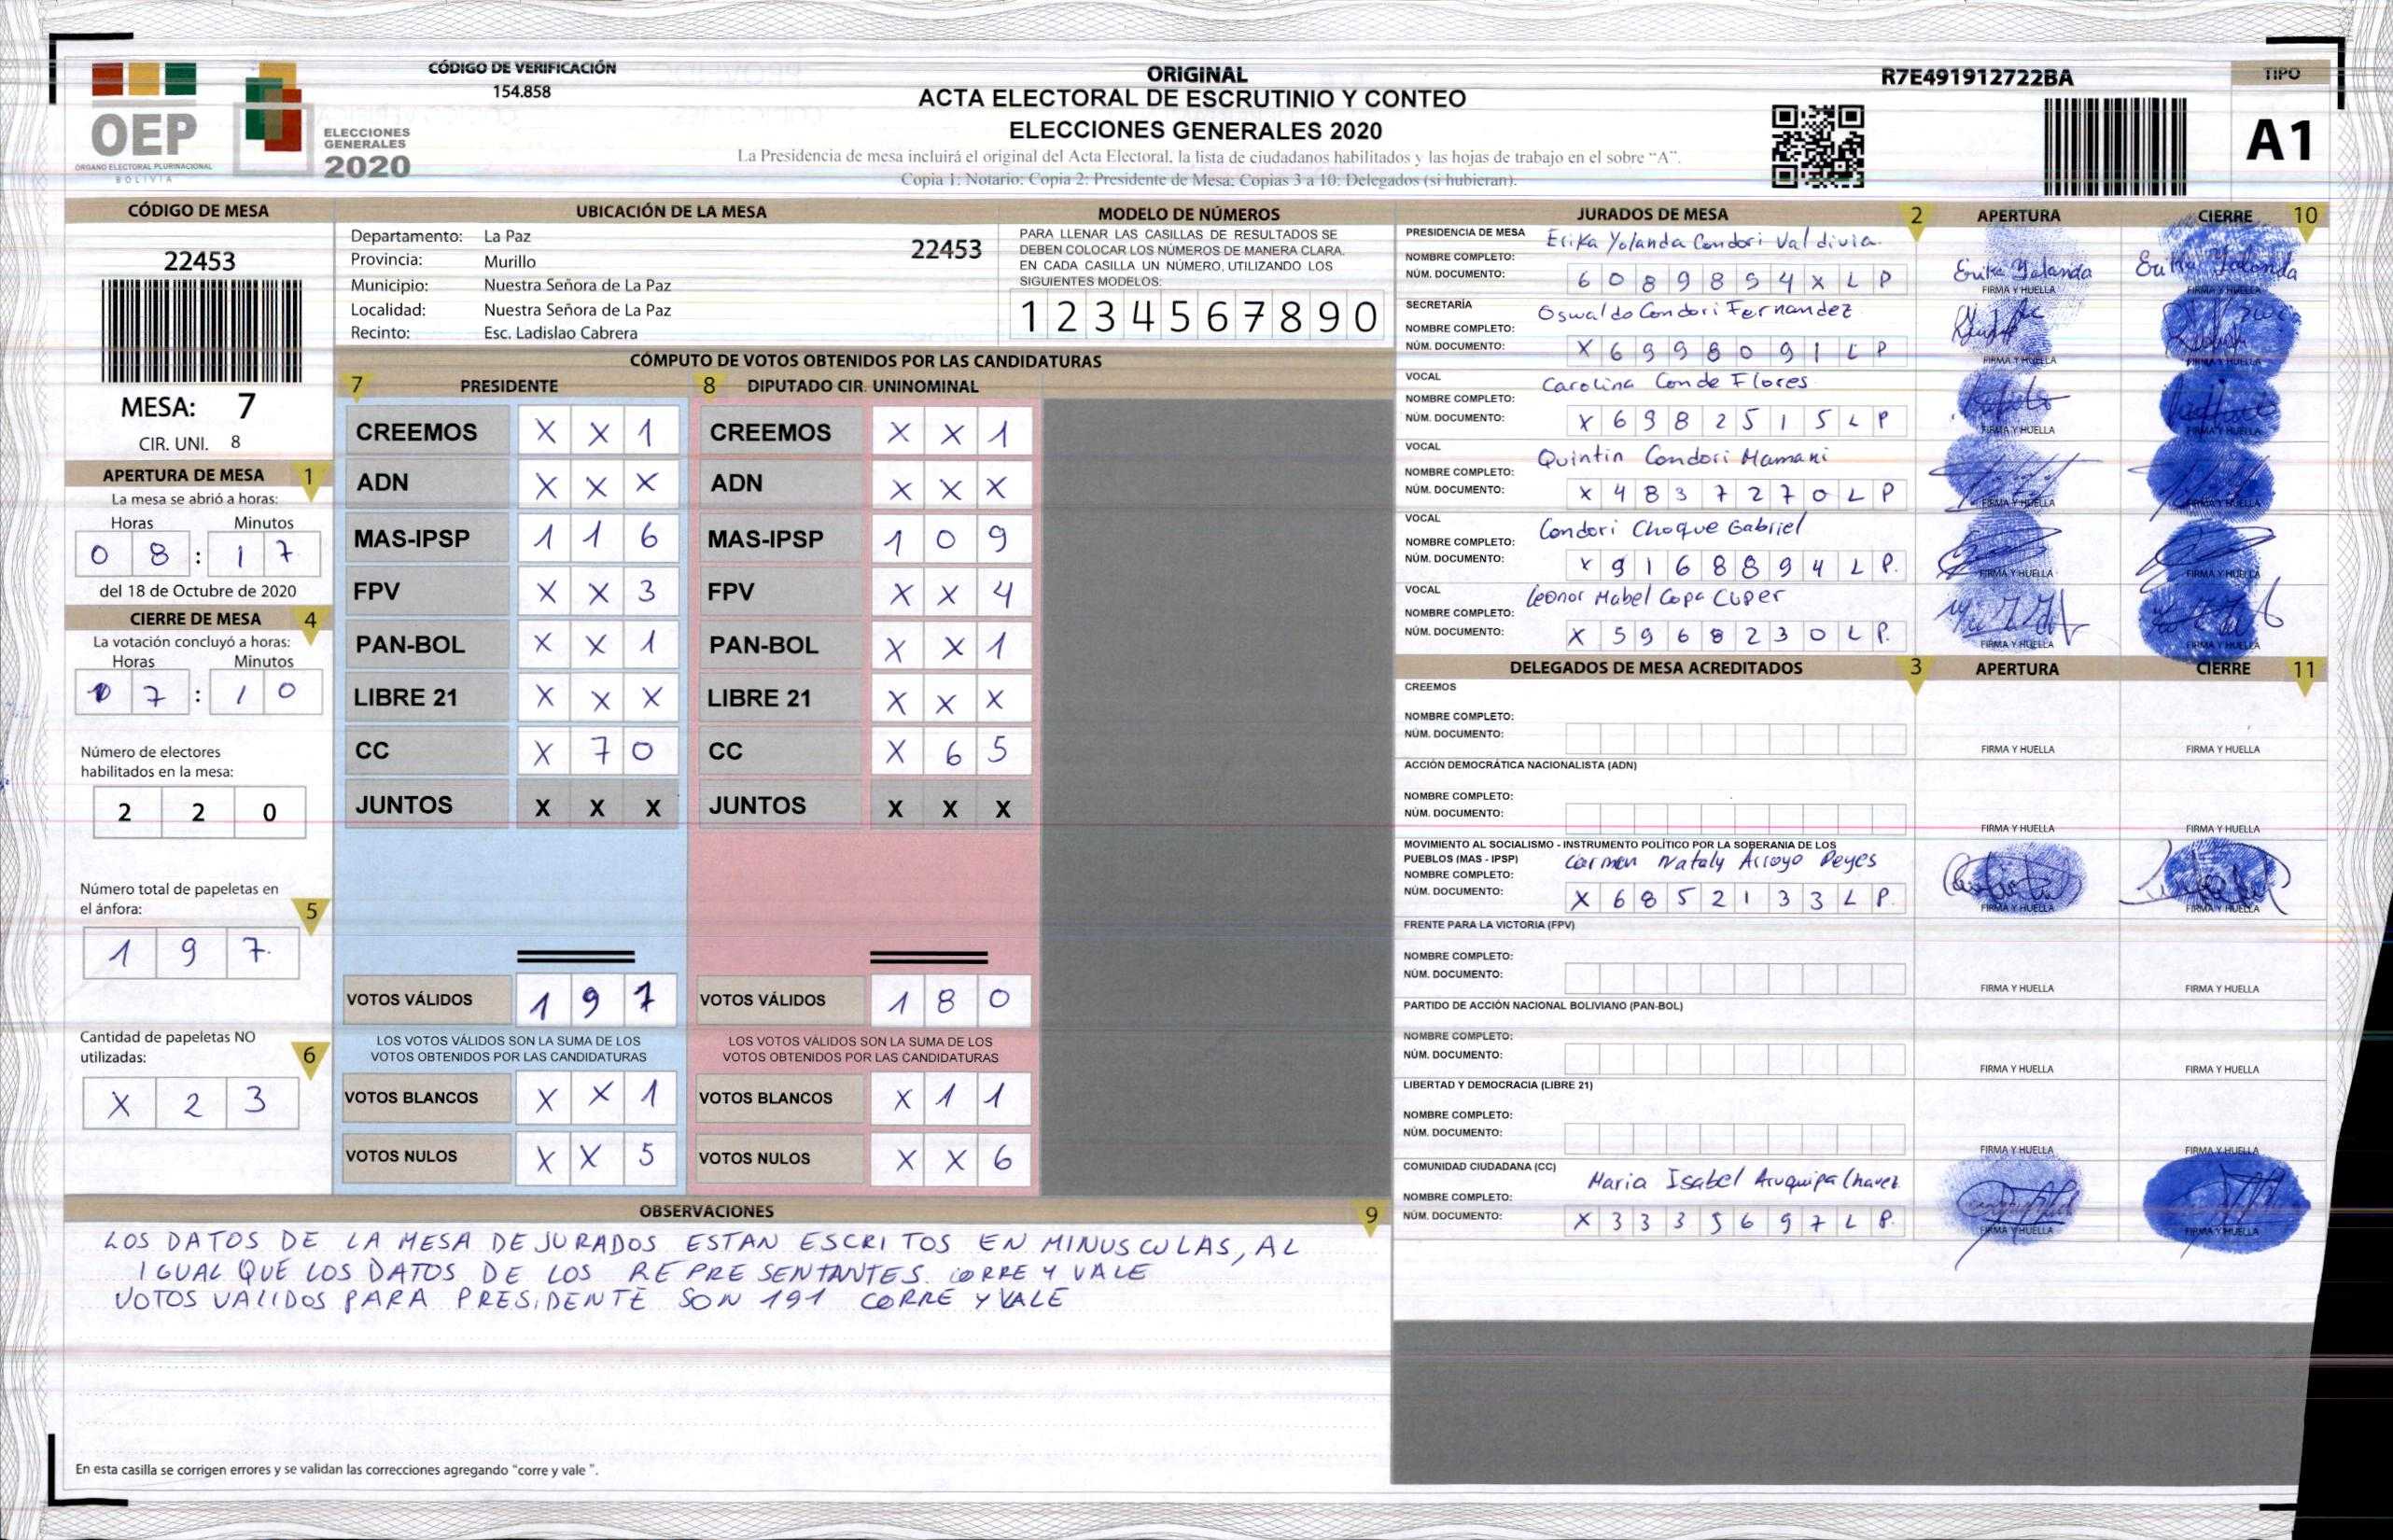 CÓDIGO DE VERIFICACIÓN
154.858
OEP
ÓRGANO ELECTORAL PLURINACIONAL
BOLIVIA
ELECCIONES
GENERALES
2020
ORIGINAL
ACTA ELECTORAL DE ESCRUTINIO Y CONTEO
ELECCIONES GENERALES 2020
La Presidencia de mesa incluirá el original del Acta Electoral, la lista de ciudadanos habilitados y las hojas de trabajo en el sobre "A".
Copia 1: Notario; Copia 2: Presidente de Mesa; Copias 3 a 10: Delegados (si hubieran).
R7E491912722BA
TIPO
A1
CÓDIGO DE MESA
22453
MESA: 7
CIR. UNI. 8
APERTURA DE MESA 1
La mesa se abrió a horas:
Horas Minutos
0 8 : 1 7
del 18 de Octubre de 2020
CIERRE DE MESA 4
La votación concluyó a horas:
Horas Minutos
7 : 1 0
Número de electores
habilitados en la mesa:
2 2 0
Número total de papeletas en
el ánfora: 5
1 9 7
Cantidad de papeletas NO
utilizadas: 6
X 2 3
UBICACIÓN DE LA MESA
Departamento: La Paz
22453
Provincia: Murillo
Municipio: Nuestra Señora de La Paz
Localidad: Nuestra Señora de La Paz
Recinto: Esc. Ladislao Cabrera
MODELO DE NÚMEROS
PARA LLENAR LAS CASILLAS DE RESULTADOS SE
DEBEN COLOCAR LOS NÚMEROS DE MANERA CLARA.
EN CADA CASILLA UN NÚMERO, UTILIZANDO LOS
SIGUIENTES MODELOS:
1 2 3 4 5 6 7 8 9 0
CÓMPUTO DE VOTOS OBTENIDOS POR LAS CANDIDATURAS
7 PRESIDENTE 8 DIPUTADO CIR. UNINOMINAL
CREEMOS X X 1 CREEMOS X X 1
ADN X X X ADN X X X
MAS-IPSP 1 1 6 MAS-IPSP 1 0 9
FPV X X 3 FPV X X 4
PAN-BOL X X 1 PAN-BOL X X 1
LIBRE 21 X X X LIBRE 21 X X X
CC X 7 0 CC X 6 5
JUNTOS X X X JUNTOS X X X
VOTOS VÁLIDOS 1 9 7 VOTOS VÁLIDOS 1 8 0
LOS VOTOS VÁLIDOS SON LA SUMA DE LOS LOS VOTOS VÁLIDOS SON LA SUMA DE LOS
VOTOS OBTENIDOS POR LAS CANDIDATURAS VOTOS OBTENIDOS POR LAS CANDIDATURAS
VOTOS BLANCOS X X 1 VOTOS BLANCOS X 1 1
VOTOS NULOS X X 5 VOTOS NULOS X X 6
OBSERVACIONES 9
LOS DATOS DE LA MESA DE JURADOS ESTAN ESCRITOS EN MINUSCULAS, AL
IGUAL QUE LOS DATOS DE LOS REPRESENTANTES. CORRE Y VALE
VOTOS VALIDOS PARA PRESIDENTE SON 191 CORRE Y VALE
En esta casilla se corrigen errores y se validan las correcciones agregando "corre y vale ".
JURADOS DE MESA 2 APERTURA CIERRE 10
PRESIDENCIA DE MESA Erika Yolanda Condori Valdivia
NOMBRE COMPLETO:
NÚM. DOCUMENTO: 6 0 8 9 8 5 4 X L P
Erika Yolanda
FIRMA Y HUELLA FIRMA Y HUELLA
SECRETARÍA Oswaldo Condori Fernandez
NOMBRE COMPLETO:
NÚM. DOCUMENTO: X 6 9 9 8 0 9 1 L P
FIRMA Y HUELLA FIRMA Y HUELLA
VOCAL Carolina Conde Flores
NOMBRE COMPLETO:
NÚM. DOCUMENTO: X 6 9 8 2 5 1 5 L P
FIRMA Y HUELLA FIRMA Y HUELLA
VOCAL Quintin Condori Mamani
NOMBRE COMPLETO:
NÚM. DOCUMENTO: X 4 8 3 7 2 7 0 L P
FIRMA Y HUELLA FIRMA Y HUELLA
VOCAL Condori Choque Gabriel
NOMBRE COMPLETO:
NÚM. DOCUMENTO: X 9 1 6 8 8 9 4 L P.
FIRMA Y HUELLA FIRMA Y HUELLA
VOCAL Leonor Mabel Copa Cuper
NOMBRE COMPLETO:
NÚM. DOCUMENTO: X 5 9 6 8 2 3 0 L P.
FIRMA Y HUELLA FIRMA Y HUELLA
DELEGADOS DE MESA ACREDITADOS 3 APERTURA CIERRE 11
CREEMOS
NOMBRE COMPLETO:
NÚM. DOCUMENTO:
FIRMA Y HUELLA FIRMA Y HUELLA
ACCIÓN DEMOCRÁTICA NACIONALISTA (ADN)
NOMBRE COMPLETO:
NÚM. DOCUMENTO:
FIRMA Y HUELLA FIRMA Y HUELLA
MOVIMIENTO AL SOCIALISMO - INSTRUMENTO POLÍTICO POR LA SOBERANIA DE LOS
PUEBLOS (MAS - IPSP) Carmen Nataly Arroyo Reyes
NOMBRE COMPLETO:
NÚM. DOCUMENTO: X 6 8 5 2 1 3 3 L P.
FIRMA Y HUELLA FIRMA Y HUELLA
FRENTE PARA LA VICTORIA (FPV)
NOMBRE COMPLETO:
NÚM. DOCUMENTO:
FIRMA Y HUELLA FIRMA Y HUELLA
PARTIDO DE ACCIÓN NACIONAL BOLIVIANO (PAN-BOL)
NOMBRE COMPLETO:
NÚM. DOCUMENTO:
FIRMA Y HUELLA FIRMA Y HUELLA
LIBERTAD Y DEMOCRACIA (LIBRE 21)
NOMBRE COMPLETO:
NÚM. DOCUMENTO:
FIRMA Y HUELLA FIRMA Y HUELLA
COMUNIDAD CIUDADANA (CC) Maria Isabel Aruquipa Chavez
NOMBRE COMPLETO:
NÚM. DOCUMENTO: X 3 3 3 5 6 9 7 L P.
FIRMA Y HUELLA FIRMA Y HUELLA